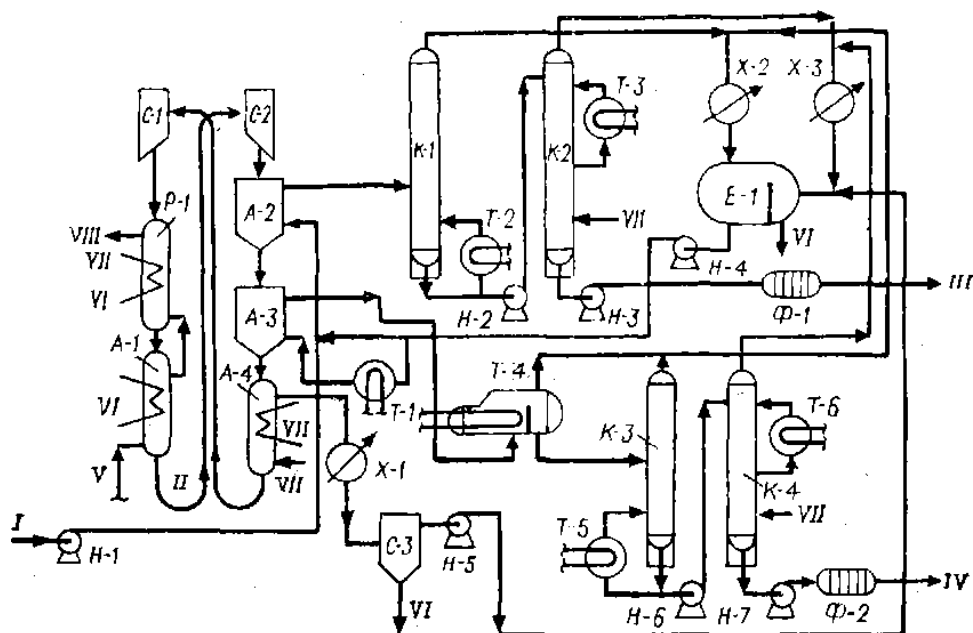 X-2
X-3
T-3
C-1
C-2
K-1
K-2
P-1
A-2
T-2
VII
E-1
VIII
VII
VI
VI
H-4
A-3
H-2
H-3
Ф-1
III
A-1
A-4
T-4
VI
T-1
T-6
VII
K-3
V
II
VII
X-1
K-4
I
T-5
VII
H-1
C-3
H-5
IV
VI
H-6
H-7
Ф-2